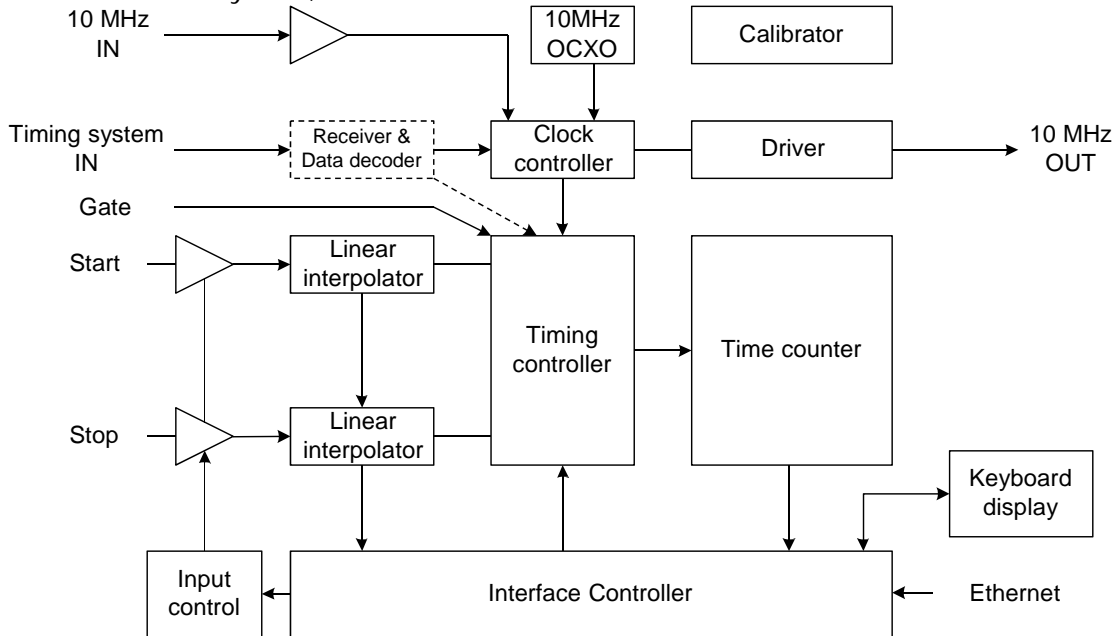 10 MHz
IN
10MHz
OCXO
Calibrator
Timing system
IN
Receiver &
Data decoder
Clock
controller
Driver
10 MHz
OUT
Gate
Start
Linear
interpolator
Timing
controller
Time counter
Stop
Linear
interpolator
Keyboard
display
Input
control
Interface Controller
Ethernet